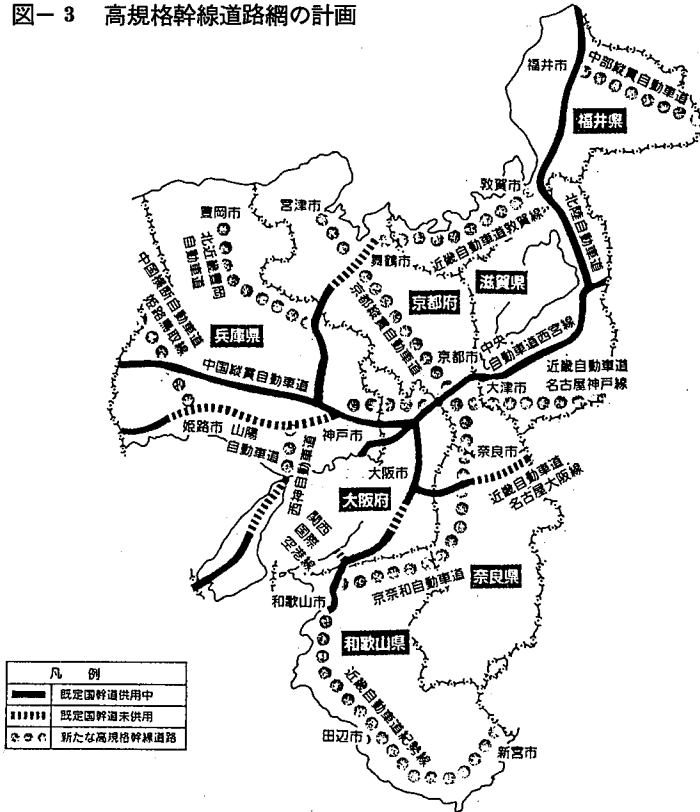 図－3 高規格幹線道路網の計画
福井市
中部縦貫自動車道
福井県
敦賀市
北陸自動車道
宮津市
豊岡市
北近畿豊岡
自動車道
舞鶴市
近畿自動車道敦賀線
滋賀県
京都府
京都縦貫自動車道
中国横断自動車道
姫路鳥取線
兵庫県
京都市
中央
自動車道西宮線
中国縦貫自動車道
大津市
近畿自動車道
名古屋神戸線
姫路市
山陽
自動車道
神戸市
西神自動車道
大阪市
奈良市
近畿自動車道
名古屋大阪線
大阪府
関西
国際
空港線
京奈和自動車道
奈良県
和歌山市
和歌山県
近畿自動車道紀勢線
田辺市
新宮市
凡例
既定国幹道供用中
既定国幹道未供用
新たな高規格幹線道路